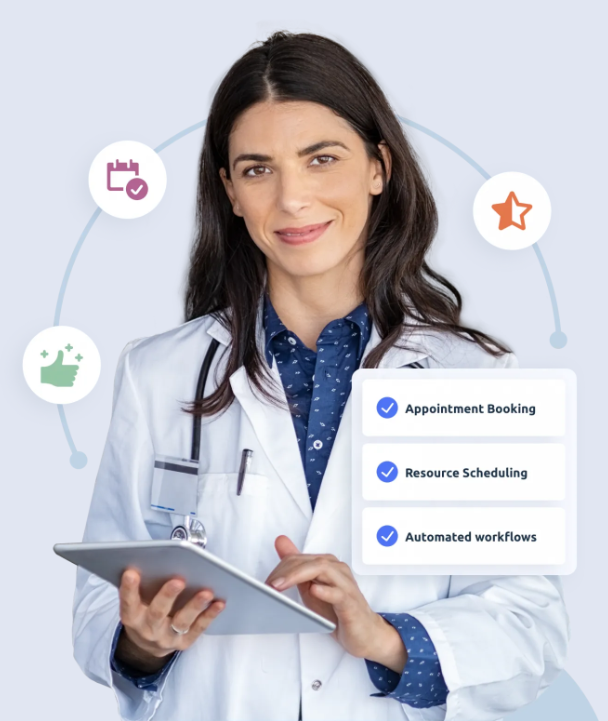 Appointment Booking
Resource Scheduling
Automated workflows